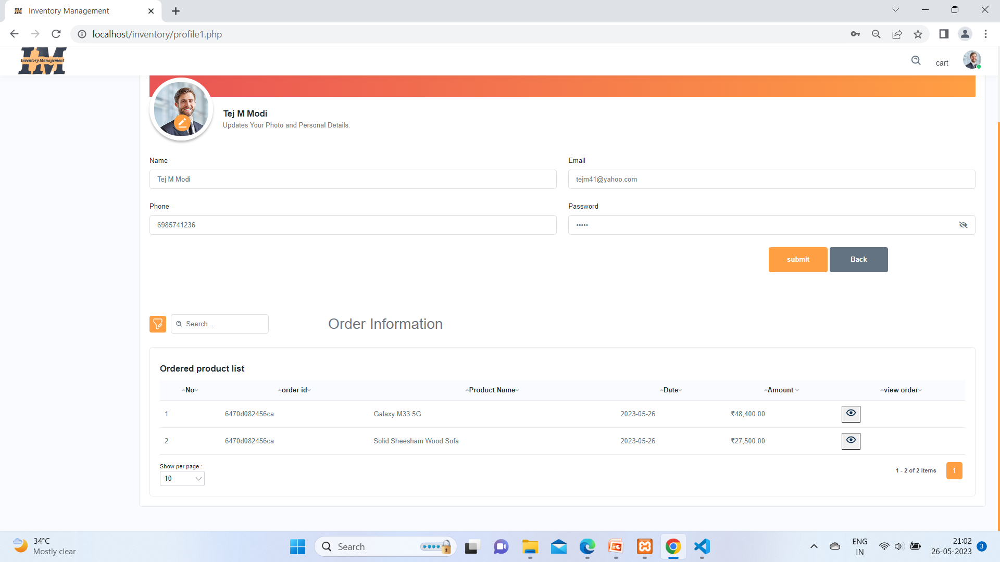 Inventory Management
localhost/inventory/profile1.php
IM
Inventory Management
cart
Tej M Modi
Updates Your Photo and Personal Details.
Name
Email
Tej M Modi
tejm41@yahoo.com
Phone
Password
6985741236
•••••
submit
Back
Search...
Order Information
Ordered product list
No
order id
Product Name
Date
Amount
view order
1
6470d082456ca
Galaxy M33 5G
2023-05-26
₹48,400.00
2
6470d082456ca
Solid Sheesham Wood Sofa
2023-05-26
₹27,500.00
Show per page :
10
1 - 2 of 2 items
1
34°C
Mostly clear
Search
****
ENG
IN
21:02
26-05-2023
3